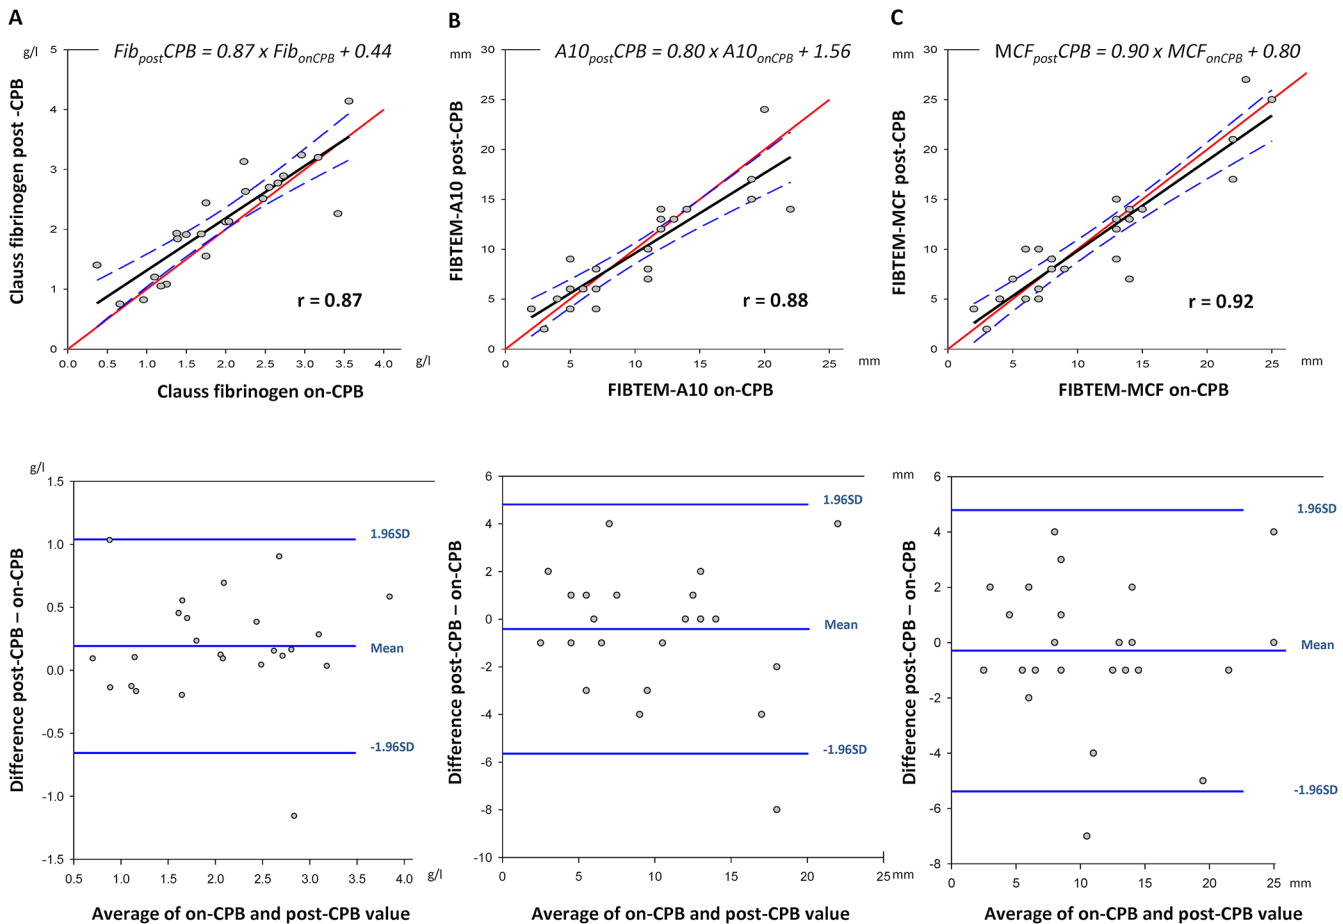 A
B
C
g/l
Fib_postCPB = 0.87 x Fib_onCPB + 0.44
mm
A10_postCPB = 0.80 x A10_onCPB + 1.56
mm
MCF_postCPB = 0.90 x MCF_onCPB + 0.80
5
4
3
2
1
0
Clauss fibrinogen post -CPB
r = 0.87
0.0 0.5 1.0 1.5 2.0 2.5 3.0 3.5 4.0
g/l
Clauss fibrinogen on-CPB
30
25
20
15
10
5
0
FIBTEM-A10 post-CPB
r = 0.88
0 5 10 15 20 25
mm
FIBTEM-A10 on-CPB
30
25
20
15
10
5
0
FIBTEM-MCF post-CPB
r = 0.92
0 5 10 15 20 25
mm
FIBTEM-MCF on-CPB
g/l
1.5
1.0
0.5
0.0
-0.5
-1.0
-1.5
Difference post-CPB – on-CPB
1.96SD
Mean
-1.96SD
0.5 1.0 1.5 2.0 2.5 3.0 3.5 4.0
g/l
Average of on-CPB and post-CPB value
6
4
2
0
-2
-4
-6
-8
-10
Difference post-CPB – on-CPB
1.96SD
Mean
-1.96SD
0 5 10 15 20 25
mm
Average of on-CPB and post-CPB value
mm
6
4
2
0
-2
-4
-6
-8
Difference post-CPB – on-CPB
1.96SD
Mean
-1.96SD
0 5 10 15 20 25
mm
Average of on-CPB and post-CPB value